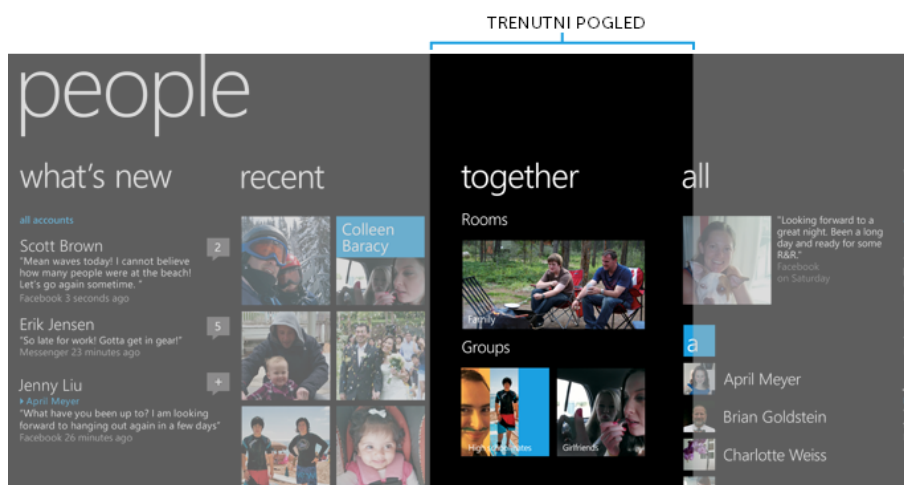 TRENUTNI POGLED
people
what's new
all accounts
Scott Brown
2
"Mean waves today! I cannot believe
how many people were at the beach!
Let's go again sometime. "
Facebook 3 seconds ago
Erik Jensen
5
"So late for work! Gotta get in gear!"
Messenger 23 minutes ago
Jenny Liu
+
April Meyer
"What have you been up to? I am looking
forward to hanging out again in a few days"
Facebook 26 minutes ago
recent
Colleen
Baracy
together
Rooms
Family
Groups
High schoolmates
Girlfriends
all
"Looking forward to a
great night. Been a long
day and ready for some
R&R."
Facebook
on Saturday
a
April Meyer
Brian Goldstein
Charlotte Weiss